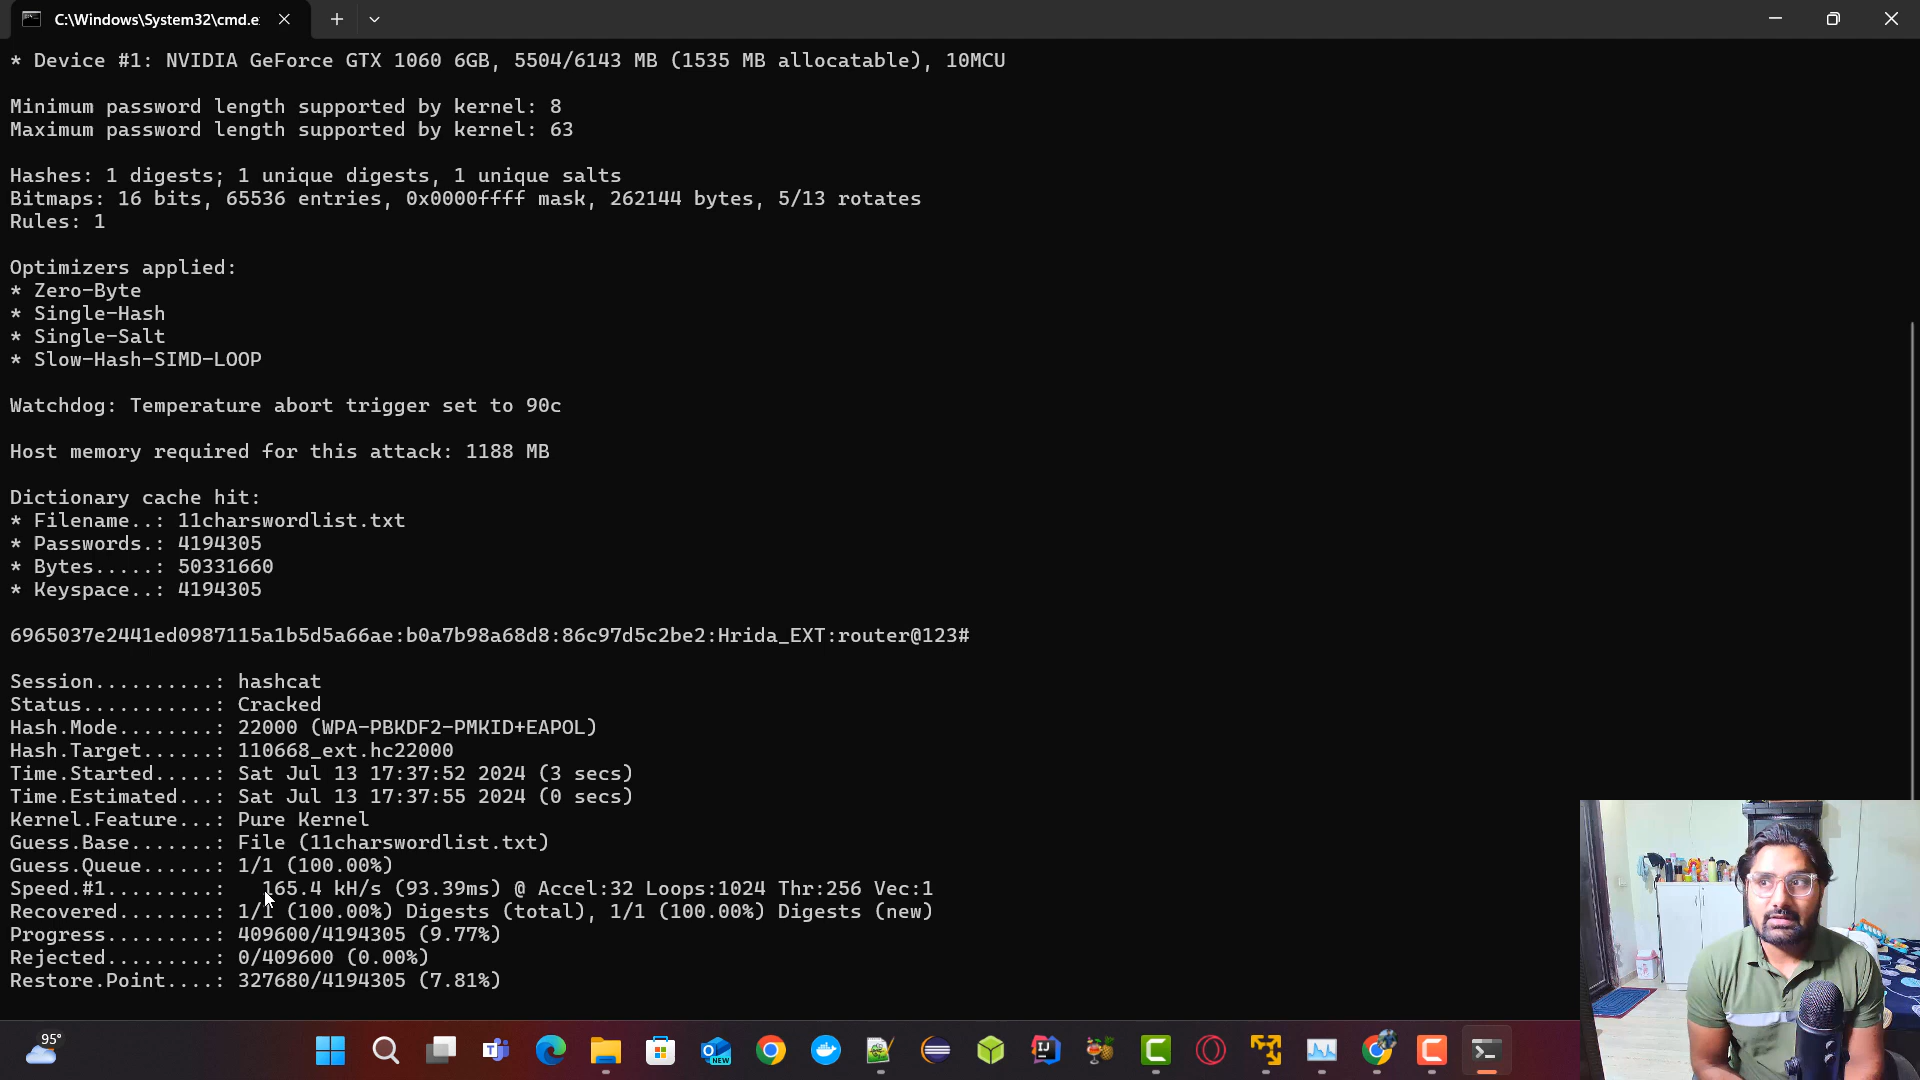 C:\Windows\System32\cmd.e
* Device #1: NVIDIA GeForce GTX 1060 6GB, 5504/6143 MB (1535 MB allocatable), 10MCU
Minimum password length supported by kernel: 8
Maximum password length supported by kernel: 63
Hashes: 1 digests; 1 unique digests, 1 unique salts
Bitmaps: 16 bits, 65536 entries, 0x0000ffff mask, 262144 bytes, 5/13 rotates
Rules: 1
Optimizers applied:
* Zero-Byte
* Single-Hash
* Single-Salt
* Slow-Hash-SIMD-LOOP
Watchdog: Temperature abort trigger set to 90c
Host memory required for this attack: 1188 MB
Dictionary cache hit:
* Filename..: 11charswordlist.txt
* Passwords.: 4194305
* Bytes.....: 50331660
* Keyspace..: 4194305
6965037e2441ed0987115a1b5d5a66ae:b0a7b98a68d8:86c97d5c2be2:Hrida_EXT:router@123#
Session..........: hashcat
Status...........: Cracked
Hash.Mode........: 22000 (WPA-PBKDF2-PMKID+EAPOL)
Hash.Target......: 110668_ext.hc22000
Time.Started.....: Sat Jul 13 17:37:52 2024 (3 secs)
Time.Estimated...: Sat Jul 13 17:37:55 2024 (0 secs)
Kernel.Feature...: Pure Kernel
Guess.Base.......: File (11charswordlist.txt)
Guess.Queue......: 1/1 (100.00%)
Speed.#1.........:   165.4 kH/s (93.39ms) @ Accel:32 Loops:1024 Thr:256 Vec:1
Recovered........: 1/1 (100.00%) Digests (total), 1/1 (100.00%) Digests (new)
Progress.........: 409600/4194305 (9.77%)
Rejected.........: 0/409600 (0.00%)
Restore.Point....: 327680/4194305 (7.81%)
95°
NEW